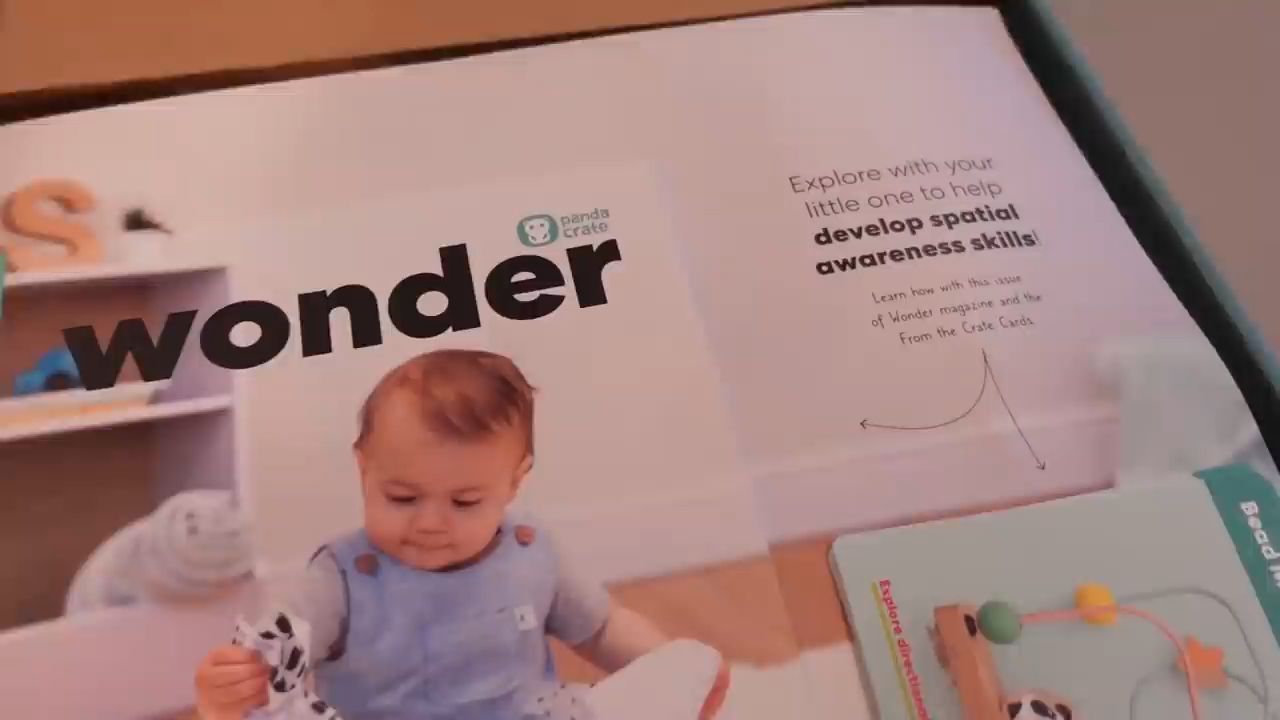 panda
crate
wonder
Explore with your
little one to help
develop spatial
awareness skills!
Learn how with this issue
of Wonder magazine and the
From the Crate Cards
S
Bead
Explore